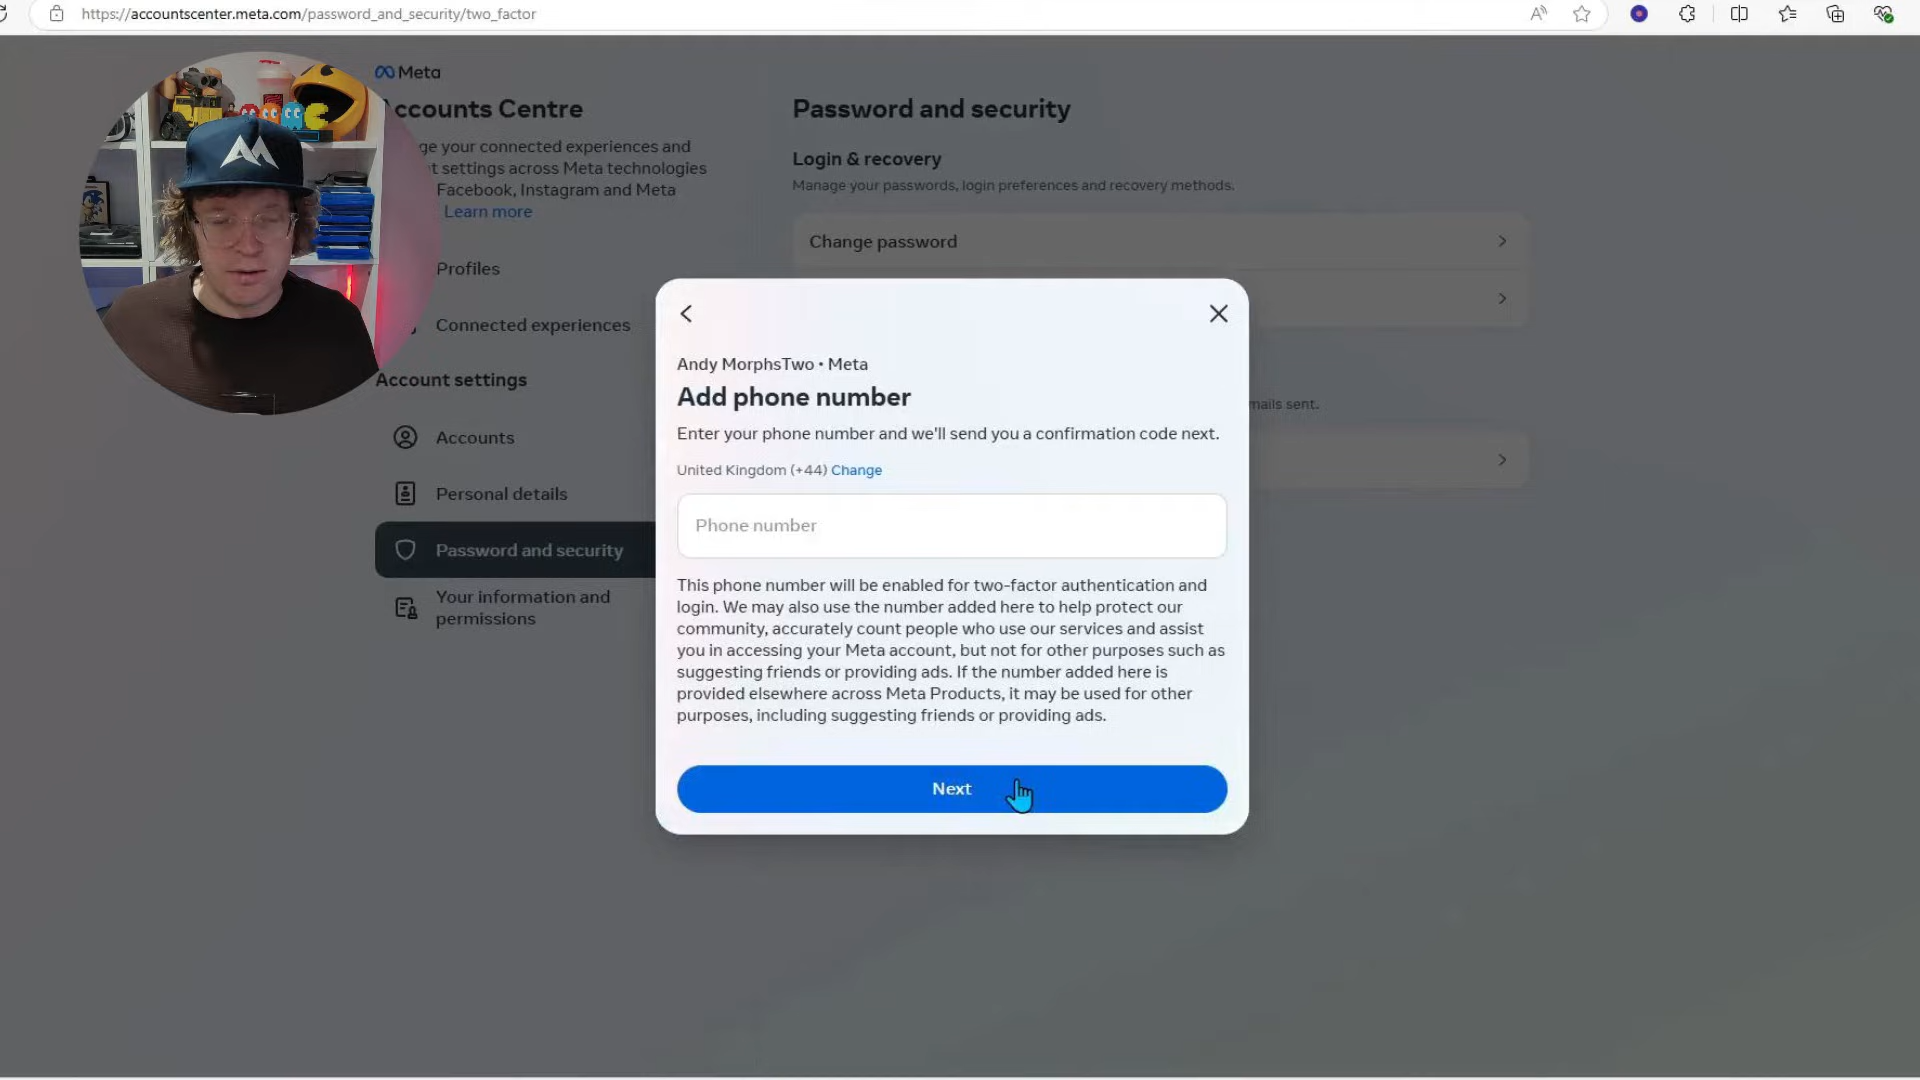 https://accountscenter.meta.com/password_and_security/two_factor
Meta
ccounts Centre
ge your connected experiences and
t settings across Meta technologies
Facebook, Instagram and Meta
Learn more
Profiles
Connected experiences
Account settings
Accounts
Personal details
Password and security
Your information and
permissions
Password and security
Login & recovery
Manage your passwords, login preferences and recovery methods.
Change password
mails sent.
Andy MorphsTwo • Meta
Add phone number
Enter your phone number and we'll send you a confirmation code next.
United Kingdom (+44) Change
Phone number
This phone number will be enabled for two-factor authentication and
login. We may also use the number added here to help protect our
community, accurately count people who use our services and assist
you in accessing your Meta account, but not for other purposes such as
suggesting friends or providing ads. If the number added here is
provided elsewhere across Meta Products, it may be used for other
purposes, including suggesting friends or providing ads.
Next